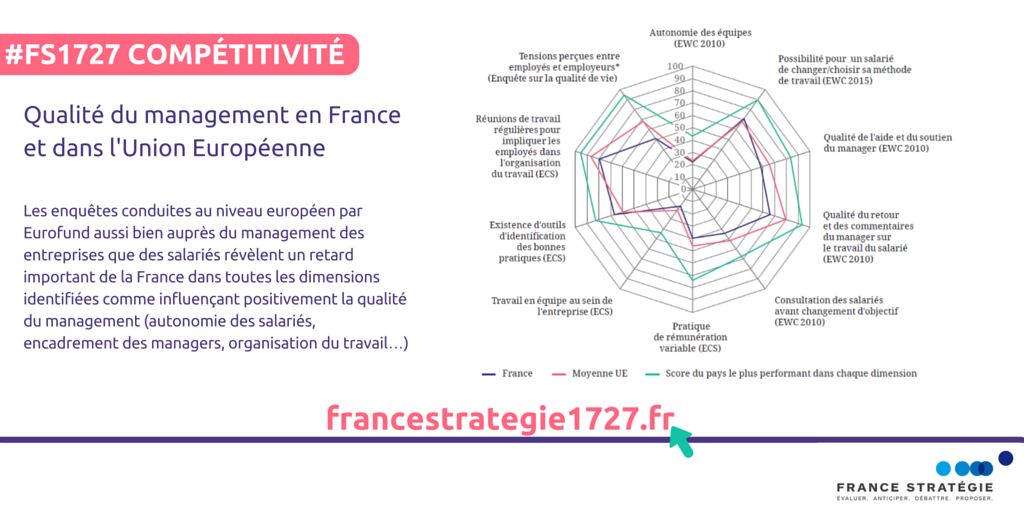 #FS1727 COMPÉTITIVITÉ
Qualité du management en France
et dans l'Union Européenne
Les enquêtes conduites au niveau européen par
Eurofund aussi bien auprès du management des
entreprises que des salariés révèlent un retard
important de la France dans toutes les dimensions
identifiées comme influençant positivement la qualité
du management (autonomie des salariés,
encadrement des managers, organisation du travail…)
Autonomie des équipes
(EWC 2010)
Possibilité pour un salarié
de changer/choisir sa méthode
de travail (EWC 2015)
Qualité de l'aide et du soutien
du manager (EWC 2010)
Qualité du retour
et des commentaires
du manager sur
le travail du salarié
(EWC 2010)
Consultation des salariés
avant changement d'objectif
(EWC 2010)
Pratique
de rémunération
variable (ECS)
Travail en équipe au sein de
l'entreprise (ECS)
Existence d'outils
d'identification
des bonnes
pratiques (ECS)
Réunions de travail
régulières pour
impliquer les
employés dans
l'organisation
du travail (ECS)
Tensions perçues entre
employés et employeurs*
(Enquête sur la qualité de vie)
100
90
80
70
60
50
40
30
20
10
0
France
Moyenne UE
Score du pays le plus performant dans chaque dimension
francestrategie1727.fr
FRANCE STRATÉGIE
ÉVALUER. ANTICIPER. DÉBATTRE. PROPOSER.